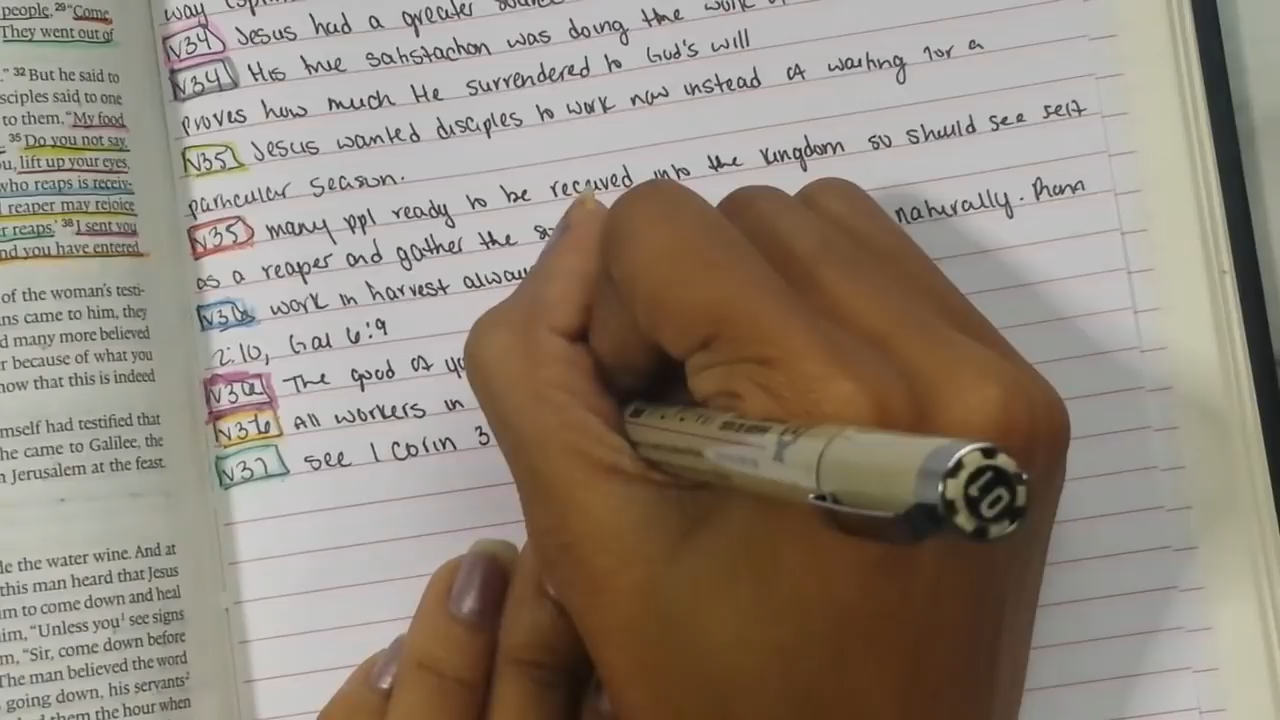 people, 29 "Come,
They went out of
." 32 But he said to
sciples said to one
to them, "My food
35 Do you not say,
u, lift up your eyes,
who reaps is receiv-
l reaper may rejoice
r reaps.' 38 I sent you
nd you have entered
of the woman's testi-
ns came to him, they
d many more believed
r because of what you
now that this is indeed
mself had testified that
he came to Galilee, the
n Jerusalem at the feast.
de the water wine. And at
this man heard that Jesus
im to come down and heal
im, "Unless you see signs
m, "Sir, come down before
The man believed the word
going down, his servants
the hour when
way
V34 Jesus had a greater
V34 His true satisfaction was doing the work
proves how much He surrendered to God's will
V35 Jesus wanted disciples to work now instead of waiting for a
particular season.
V35 many ppl ready to be received into the kingdom so should see self
as a reaper and gather the
V36 work in harvest always naturally.
2:10, Gal 6:9
The good of
All workers in
V37 see 1 Corin 3
01